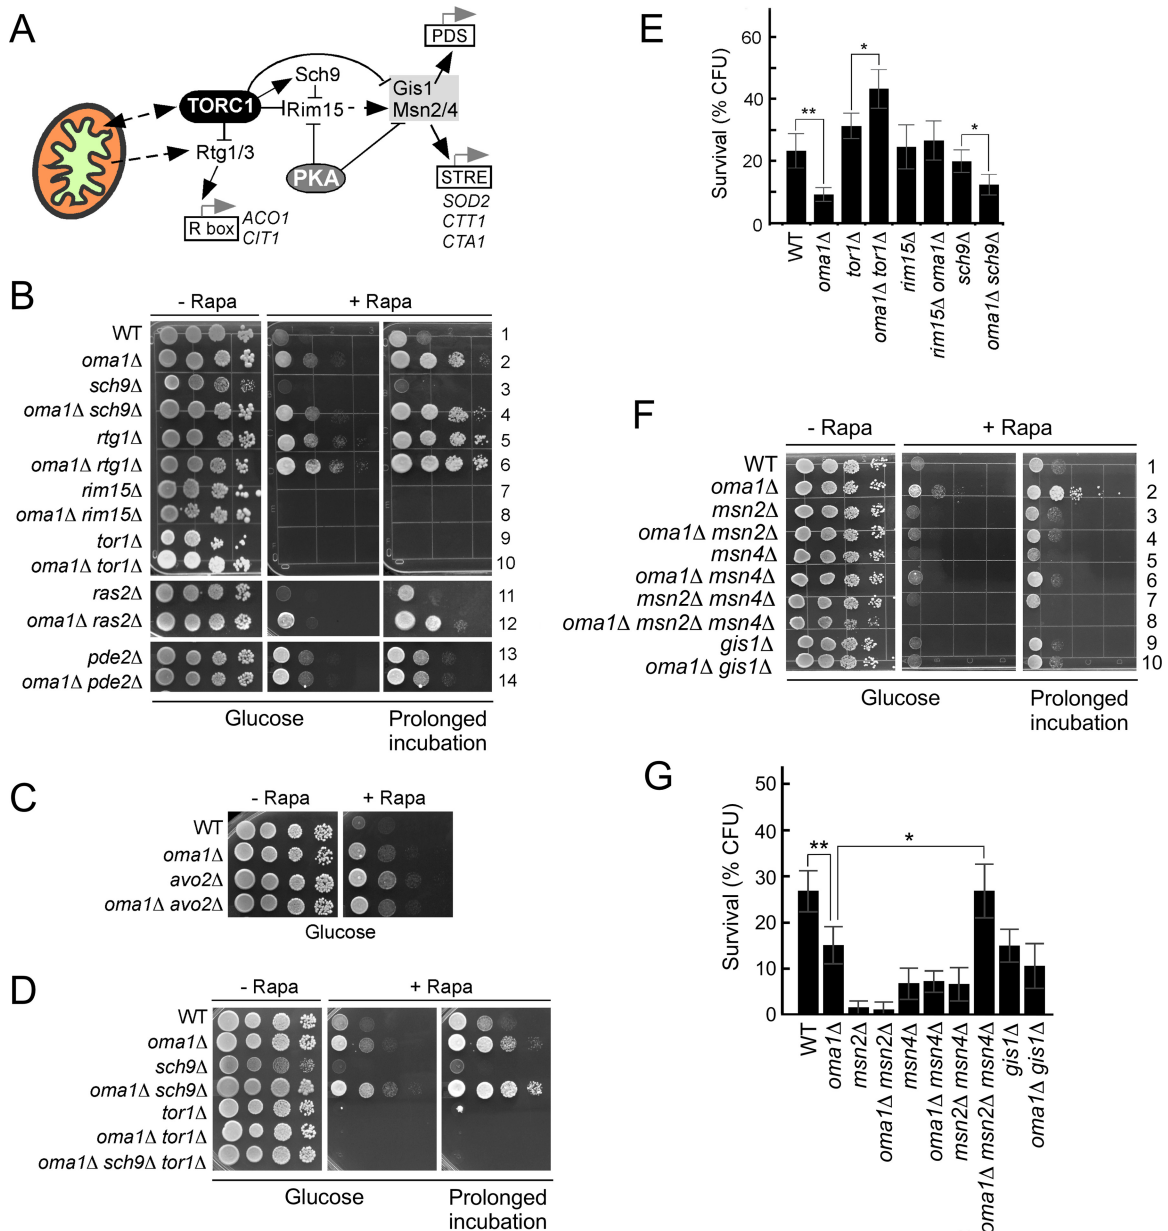 A
PDS
Sch9
Gis1
TORC1
Rim15
Msn2/4
Rtg1/3
PKA
STRE
R box
ACO1
CIT1
SOD2
CTT1
CTA1
B
- Rapa
+ Rapa
WT
1
oma1Δ
2
sch9Δ
3
oma1Δ sch9Δ
4
rtg1Δ
5
oma1Δ rtg1Δ
6
rim15Δ
7
oma1Δ rim15Δ
8
tor1Δ
9
oma1Δ tor1Δ
10
ras2Δ
11
oma1Δ ras2Δ
12
pde2Δ
13
oma1Δ pde2Δ
14
Glucose
Prolonged
incubation
C
- Rapa
+ Rapa
WT
oma1Δ
avo2Δ
oma1Δ avo2Δ
Glucose
D
- Rapa
+ Rapa
WT
oma1Δ
sch9Δ
oma1Δ sch9Δ
tor1Δ
oma1Δ tor1Δ
oma1Δ sch9Δ tor1Δ
Glucose
Prolonged
incubation
E
Survival (% CFU)
60
40
20
0
**
*
*
WT
oma1Δ
tor1Δ
oma1Δ tor1Δ
rim15Δ
rim15Δ oma1Δ
sch9Δ
oma1Δ sch9Δ
F
- Rapa
+ Rapa
WT
1
oma1Δ
2
msn2Δ
3
oma1Δ msn2Δ
4
msn4Δ
5
oma1Δ msn4Δ
6
msn2Δ msn4Δ
7
oma1Δ msn2Δ msn4Δ
8
gis1Δ
9
oma1Δ gis1Δ
10
Glucose
Prolonged
incubation
G
Survival (% CFU)
50
40
30
20
10
0
**
*
WT
oma1Δ
msn2Δ
oma1Δ msn2Δ
msn4Δ
oma1Δ msn4Δ
msn2Δ msn4Δ
oma1Δ msn2Δ msn4Δ
gis1Δ
oma1Δ gis1Δ